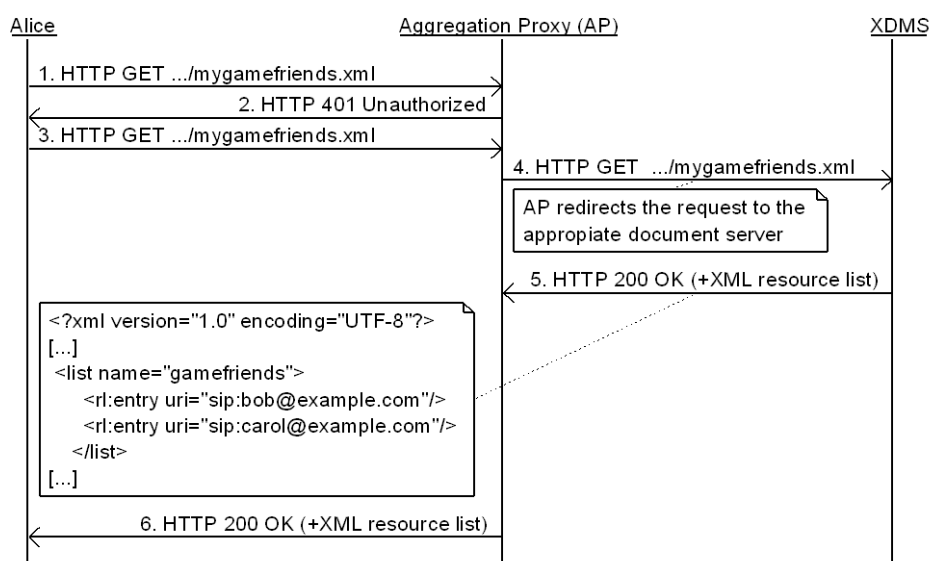 Alice
Aggregation Proxy (AP)
XDMS
1. HTTP GET .../mygamefriends.xml
2. HTTP 401 Unauthorized
3. HTTP GET .../mygamefriends.xml
4. HTTP GET .../mygamefriends.xml
AP redirects the request to the
appropiate document server
5. HTTP 200 OK (+XML resource list)
<?xml version="1.0" encoding="UTF-8"?>
[...]
<list name="gamefriends">
<rl:entry uri="sip:bob@example.com"/>
<rl:entry uri="sip:carol@example.com"/>
</list>
[...]
6. HTTP 200 OK (+XML resource list)